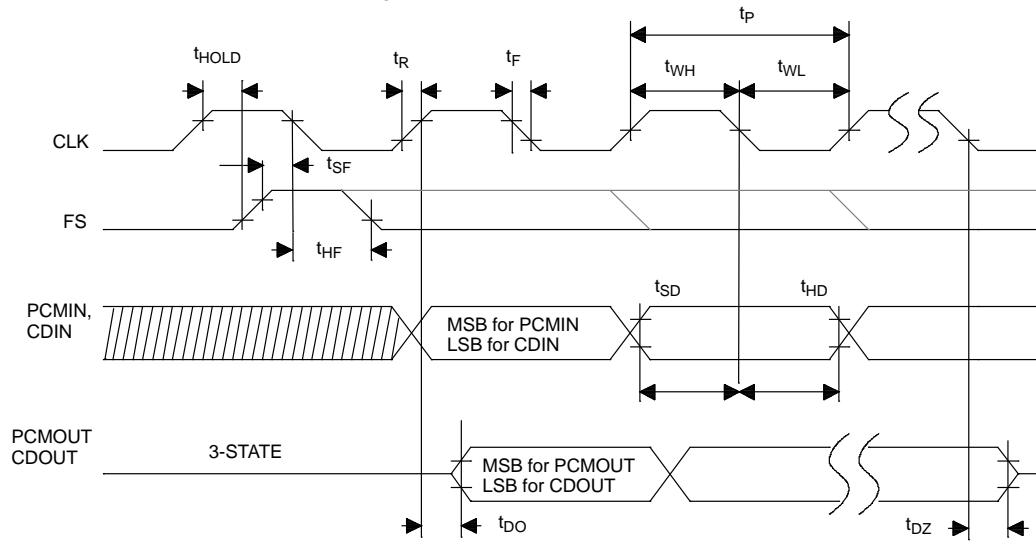 tP
tHOLD
tR
tF
tWH
tWL
CLK
tSF
FS
tHF
tSD
tHD
PCMIN,
CDIN
MSB for PCMIN
LSB for CDIN
PCMOUT
CDOUT
3-STATE
MSB for PCMOUT
LSB for CDOUT
tDO
tDZ